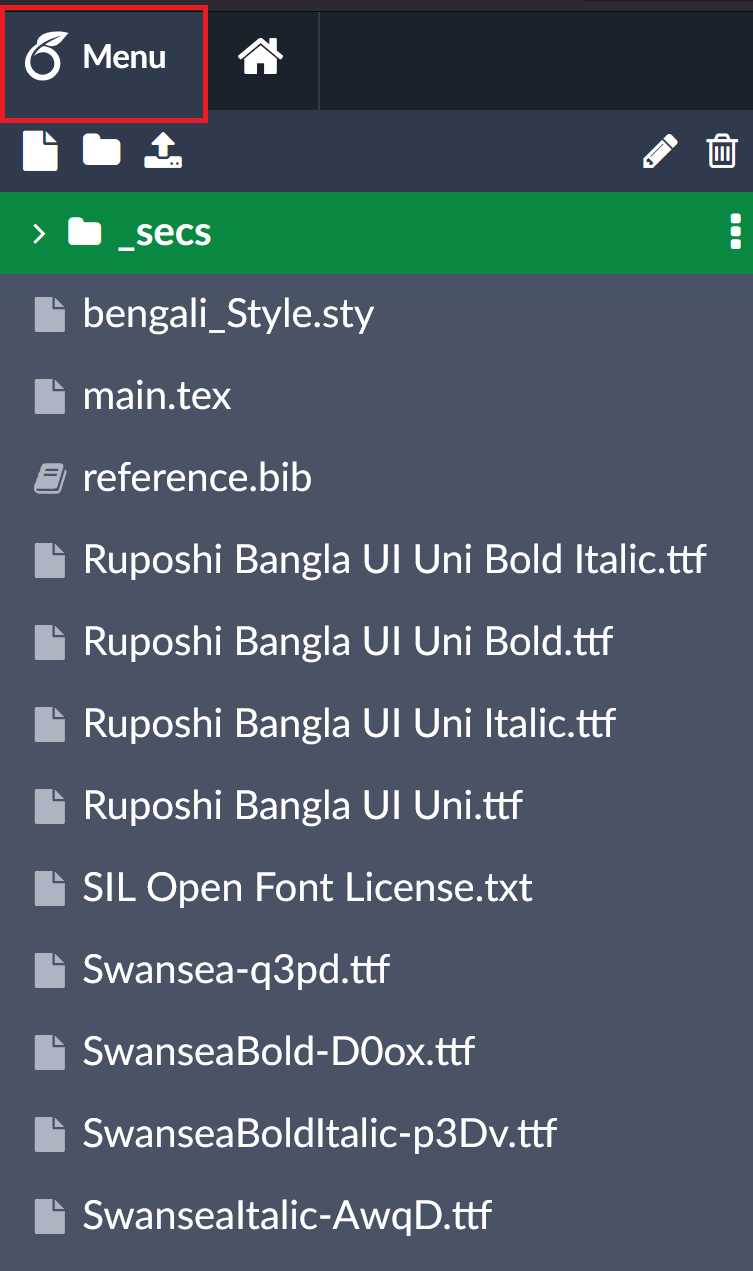 Menu
_secs
bengali_Style.sty
main.tex
reference.bib
Ruposhi Bangla UI Uni Bold Italic.ttf
Ruposhi Bangla UI Uni Bold.ttf
Ruposhi Bangla UI Uni Italic.ttf
Ruposhi Bangla UI Uni.ttf
SIL Open Font License.txt
Swansea-q3pd.ttf
SwanseaBold-D0ox.ttf
SwanseaBoldItalic-p3Dv.ttf
SwanseaItalic-AwqD.ttf